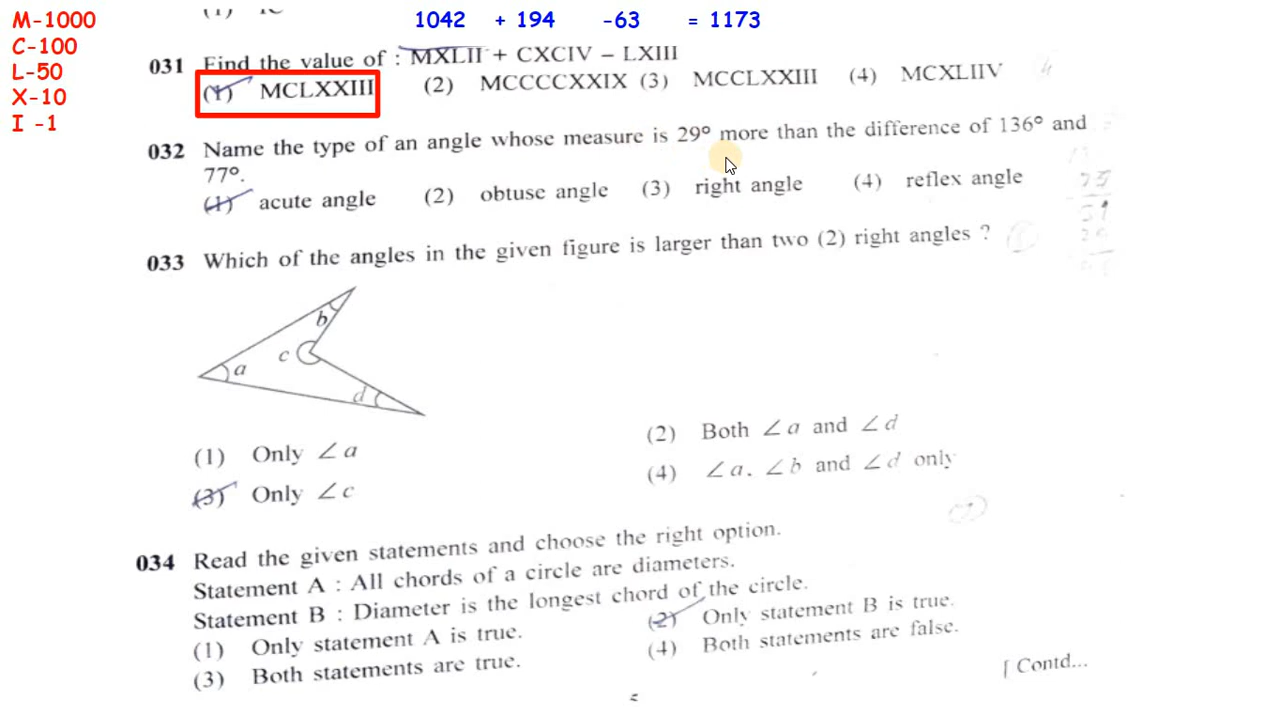 M-1000
C-100
L-50
X-10
I -1
1042 + 194 -63 = 1173
031 Find the value of : MXLII + CXCIV – LXIII
(1) MCLXXIII (2) MCCCCXXIX (3) MCCLXXIII (4) MCXLIIV
032 Name the type of an angle whose measure is 29° more than the difference of 136° and
77°.
(1) acute angle (2) obtuse angle (3) right angle (4) reflex angle
033 Which of the angles in the given figure is larger than two (2) right angles ?
b
c
a
d
(1) Only ∠a (2) Both ∠a and ∠d
(3) Only ∠c (4) ∠a. ∠b and ∠d only
034 Read the given statements and choose the right option.
Statement A : All chords of a circle are diameters.
Statement B : Diameter is the longest chord of the circle.
(1) Only statement A is true. (2) Only statement B is true.
(3) Both statements are true. (4) Both statements are false.
[ Contd...